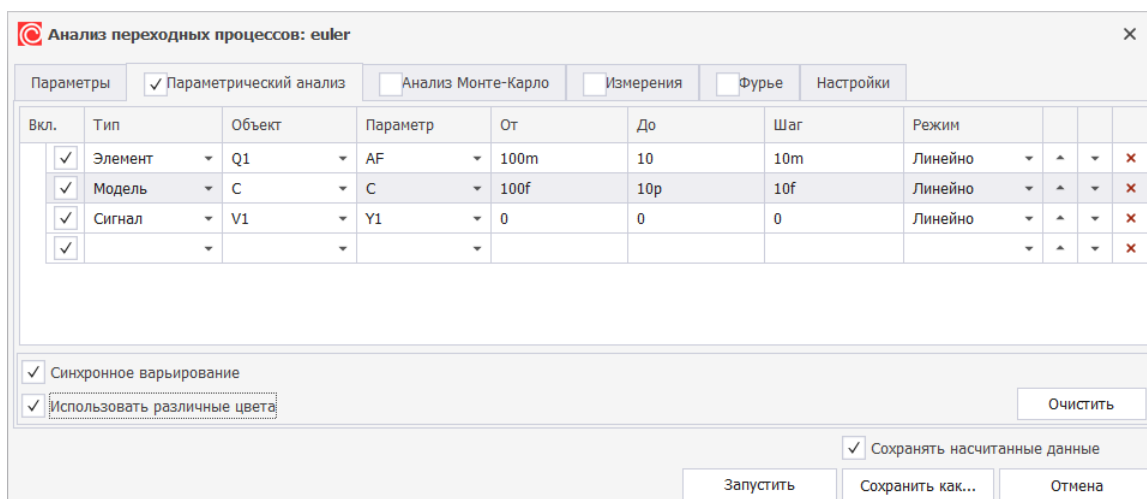 Анализ переходных процессов: euler
Параметры Параметрический анализ Анализ Монте-Карло Измерения Фурье Настройки
Вкл. Тип Объект Параметр От До Шаг Режим
Элемент Q1 AF 100m 10 10m Линейно
Модель C C 100f 10p 10f Линейно
Сигнал V1 Y1 0 0 0 Линейно
Синхронное варьирование
Использовать различные цвета
Очистить
Сохранять насчитанные данные
Запустить Сохранить как... Отмена